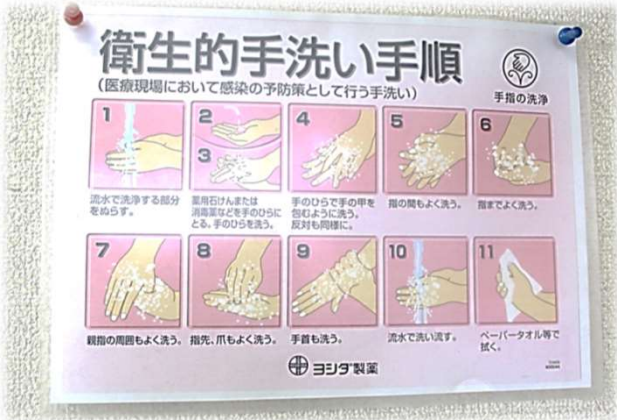 衛生的手洗い手順
(医療現場において感染の予防策として行う手洗い)
手指の洗浄
1
流水で洗浄する部分
をぬらす。
2
3
薬用石けんまたは
消毒薬などを手のひらに
とる。手のひらを洗う。
4
手のひらで手の甲を
包むように洗う。
反対も同様に。
5
指の間もよく洗う。
6
指までよく洗う。
7
親指の周囲もよく洗う。
8
指先、爪もよく洗う。
9
手首も洗う。
10
流水で洗い流す。
11
ペーパータオル等で
拭く。
ヨシダ製薬